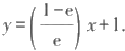 y = ( (1-e)/e ) x + 1.